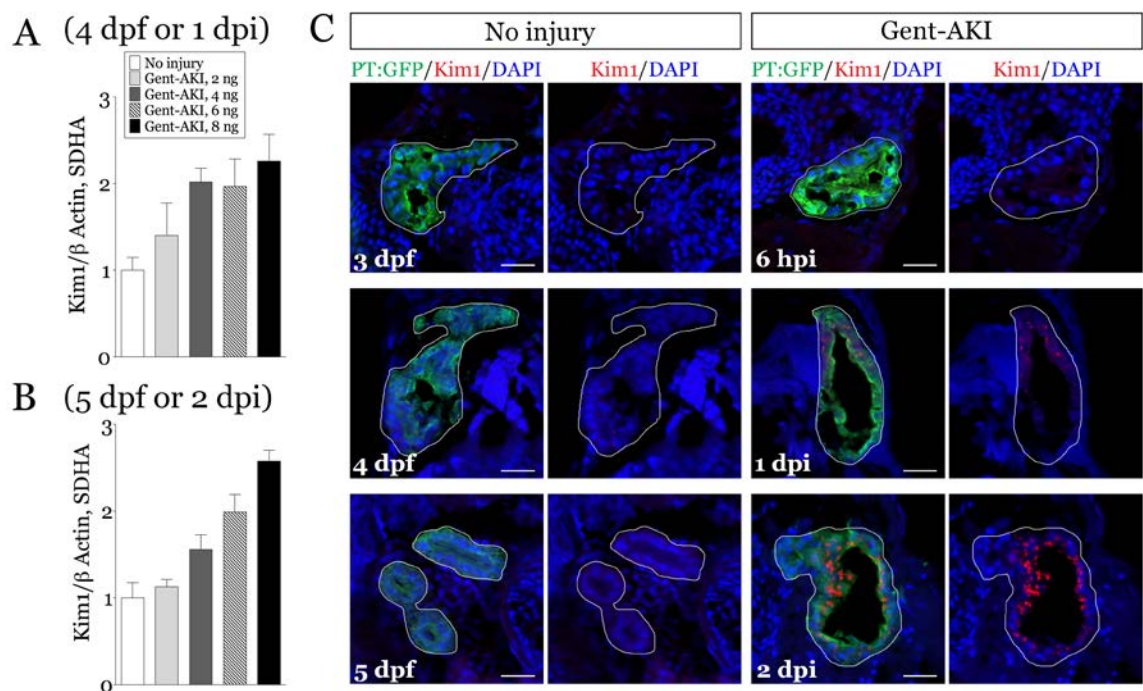 A (4 dpf or 1 dpi)
No injury
Gent-AKI, 2 ng
Gent-AKI, 4 ng
Gent-AKI, 6 ng
Gent-AKI, 8 ng
3
2
1
0
Kim1/β Actin, SDHA
B (5 dpf or 2 dpi)
3
2
1
0
Kim1/β Actin, SDHA
C
No injury
Gent-AKI
PT:GFP/Kim1/DAPI Kim1/DAPI PT:GFP/Kim1/DAPI Kim1/DAPI
3 dpf
6 hpi
4 dpf
1 dpi
5 dpf
2 dpi